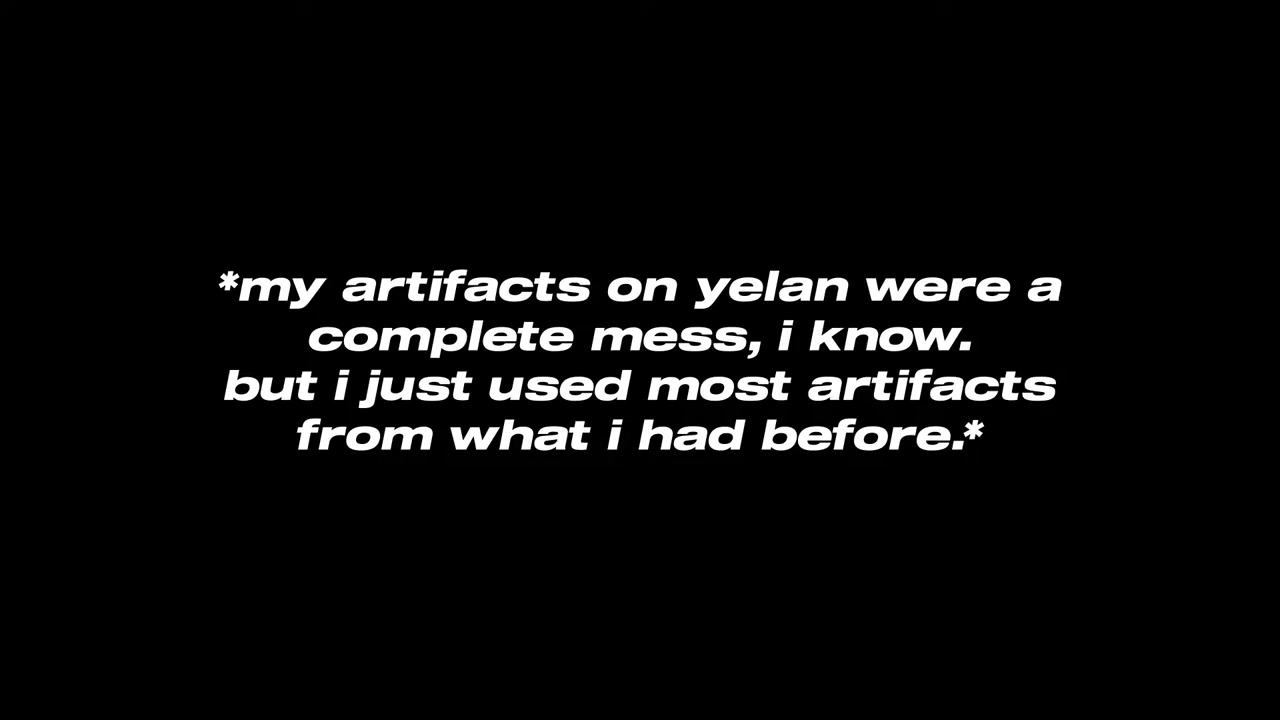 *my artifacts on yelan were a
complete mess, i know.
but i just used most artifacts
from what i had before.*